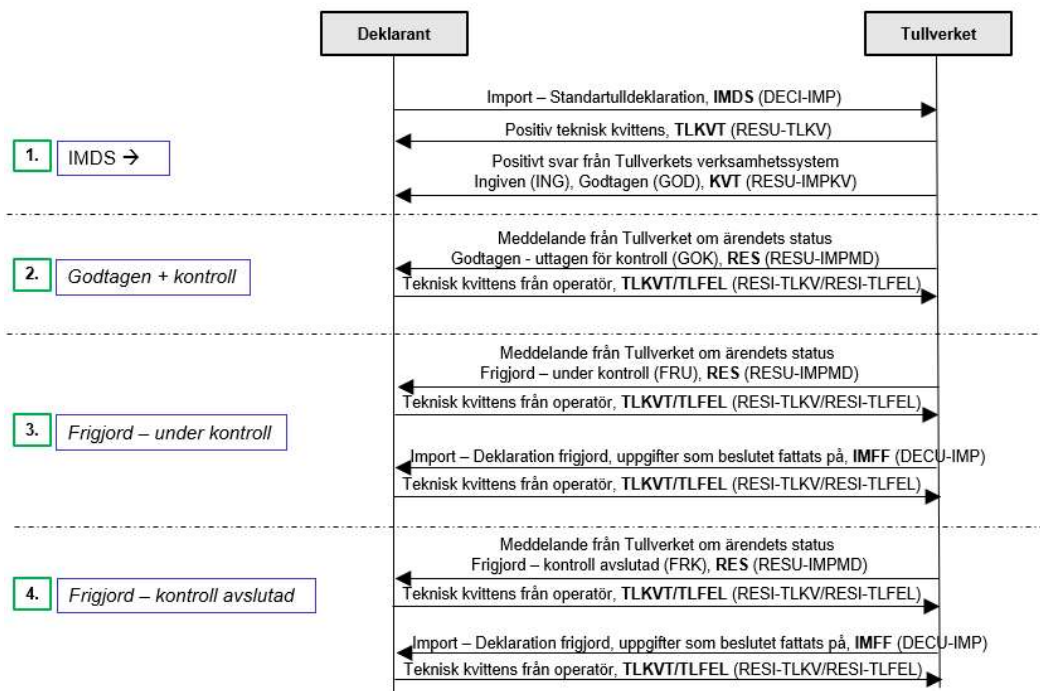 Deklarant
Tullverket
Import – Standartulldeklaration, IMDS (DECI-IMP)
Positiv teknisk kvittens, TLKVT (RESU-TLKV)
1.
IMDS →
Positivt svar från Tullverkets verksamhetssystem
Ingiven (ING), Godtagen (GOD), KVT (RESU-IMPKV)
Meddelande från Tullverket om ärendets status
2.
Godtagen + kontroll
Godtagen - uttagen för kontroll (GOK), RES (RESU-IMPMD)
Teknisk kvittens från operatör, TLKVT/TLFEL (RESI-TLKV/RESI-TLFEL)
Meddelande från Tullverket om ärendets status
Frigjord – under kontroll (FRU), RES (RESU-IMPMD)
Teknisk kvittens från operatör, TLKVT/TLFEL (RESI-TLKV/RESI-TLFEL)
3.
Frigjord – under kontroll
Import – Deklaration frigjord, uppgifter som beslutet fattats på, IMFF (DECU-IMP)
Teknisk kvittens från operatör, TLKVT/TLFEL (RESI-TLKV/RESI-TLFEL)
Meddelande från Tullverket om ärendets status
Frigjord – kontroll avslutad (FRK), RES (RESU-IMPMD)
4.
Frigjord – kontroll avslutad
Teknisk kvittens från operatör, TLKVT/TLFEL (RESI-TLKV/RESI-TLFEL)
Import – Deklaration frigjord, uppgifter som beslutet fattats på, IMFF (DECU-IMP)
Teknisk kvittens från operatör, TLKVT/TLFEL (RESI-TLKV/RESI-TLFEL)